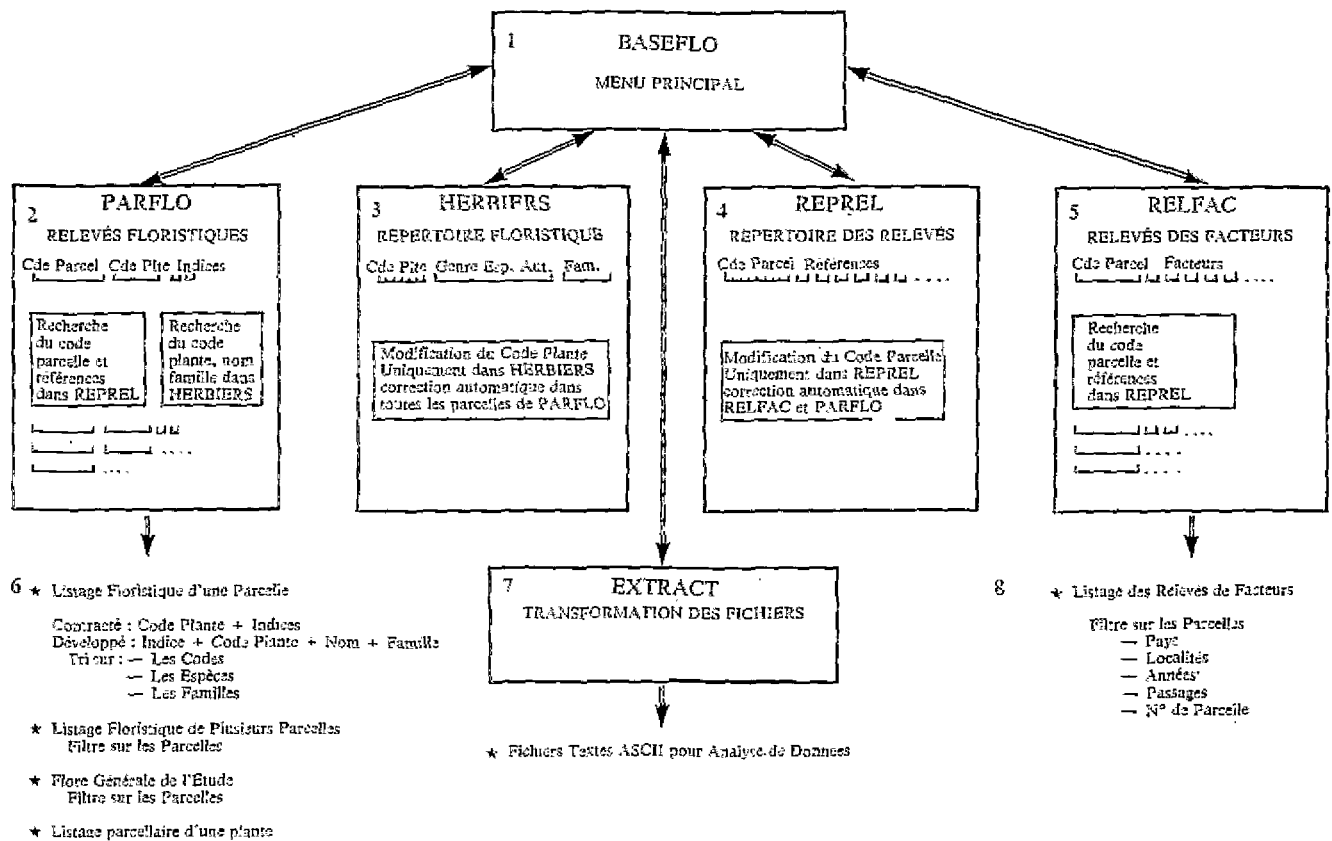 1
BASEFLO
MENU PRINCIPAL
2
PARFLO
RELEVÉS FLORISTIQUES
Cde Parcel Cde Plte Indices
Recherche
du code
parcelle et
références
dans REPREL
Recherche
du code
plante, nom
famille dans
HERBIERS
3
HERBIERS
REPERTOIRE FLORISTIQUE
Cde Plte Genre Esp. Aut. Fam.
Modification de Code Plante
Uniquement dans HERBIERS
correction automatique dans
toutes les parcelles de PARFLO
4
REPREL
REPERTOIRE DES RELEVÉS
Cde Parcel Références
Modification du Code Parcelle
Uniquement dans REPREL
correction automatique dans
RELFAC et PARFLO
5
RELFAC
RELEVÉS DES FACTEURS
Cde Parcel Facteurs
Recherche
du code
parcelle et
références
dans REPREL
6
★ Listage Floristique d'une Parcelle
Contracté : Code Plante + Indices
Développé : Indice + Code Plante + Nom + Famille
Tri sur : — Les Codes
— Les Espèces
— Les Familles
★ Listage Floristique de Plusieurs Parcelles
Filtre sur les Parcelles
★ Flore Générale de l'Étude
Filtre sur les Parcelles
★ Listage parcellaire d'une plante
7
EXTRACT
TRANSFORMATION DES FICHIERS
★ Fichiers Textes ASCII pour Analyse de Données
8
★ Listage des Relevés de Facteurs
Filtre sur les Parcelles
— Pays
— Localités
— Années
— Passages
— N° de Parcelle